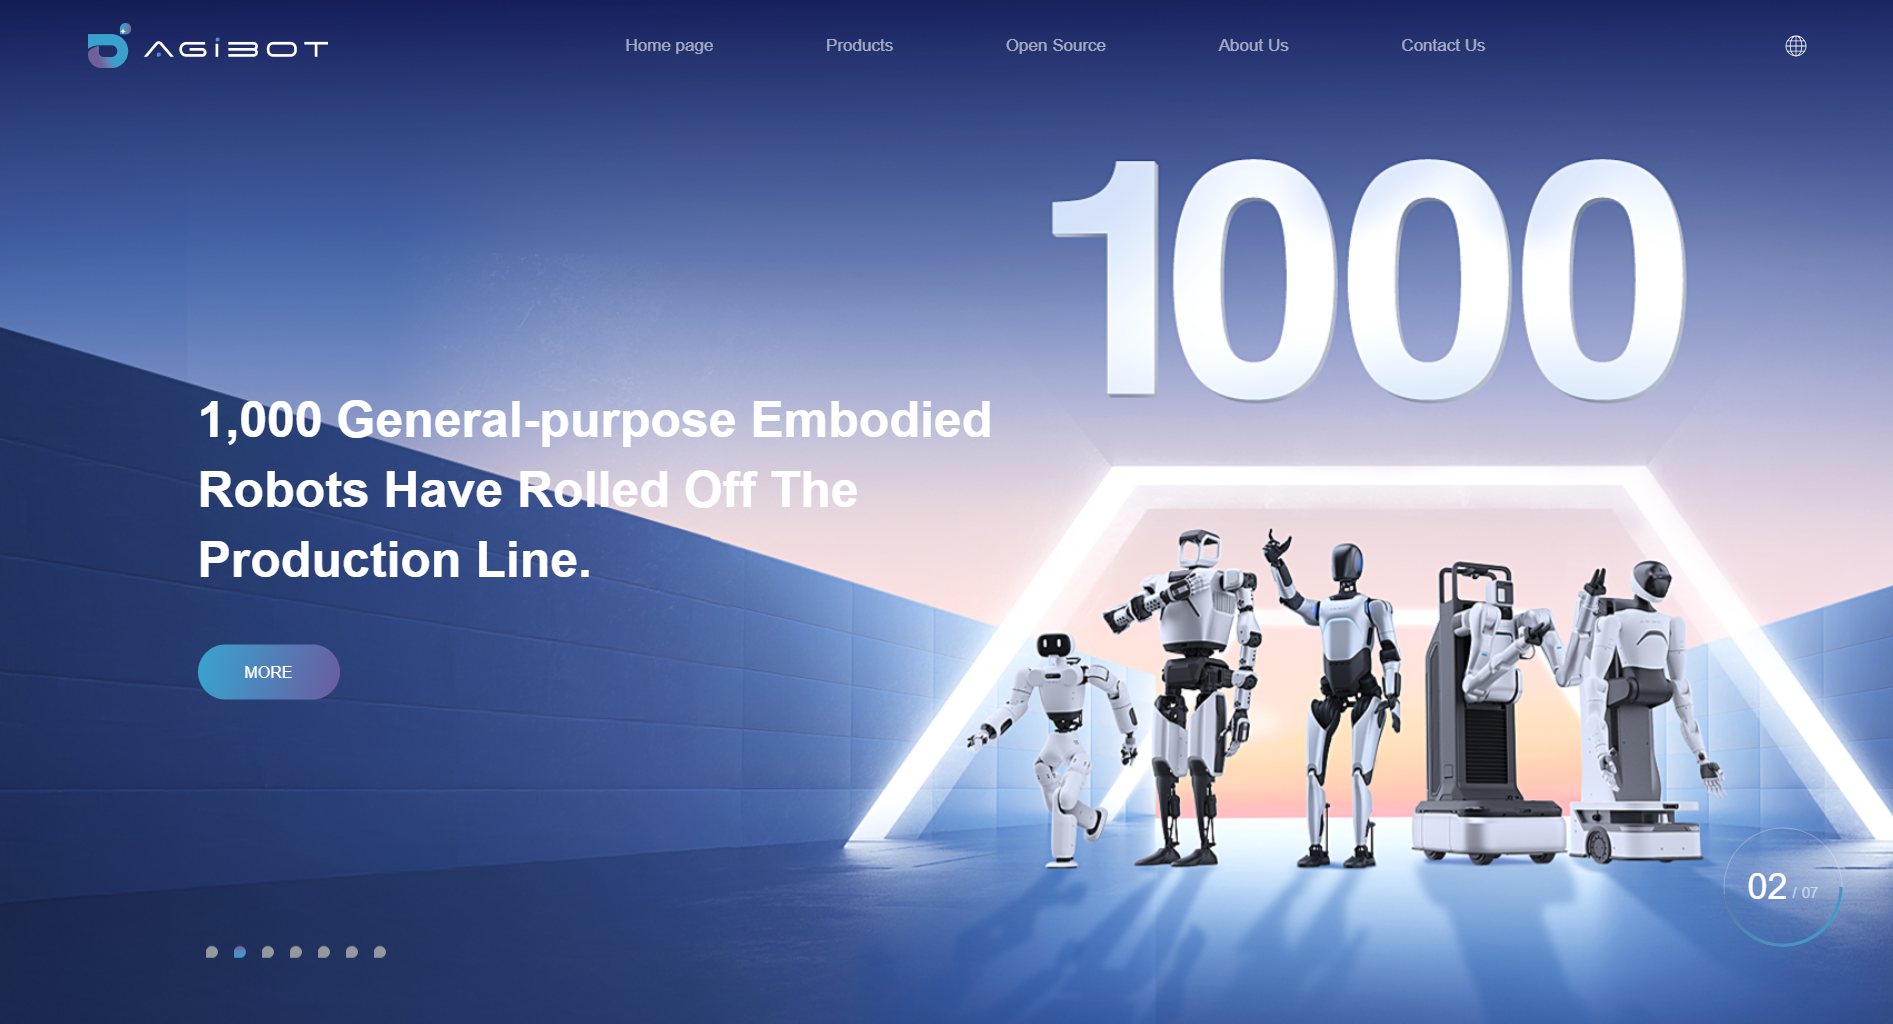 AGIBOT
Home page
Products
Open Source
About Us
Contact Us
1000
1,000 General-purpose Embodied
Robots Have Rolled Off The
Production Line.
MORE
02 / 07